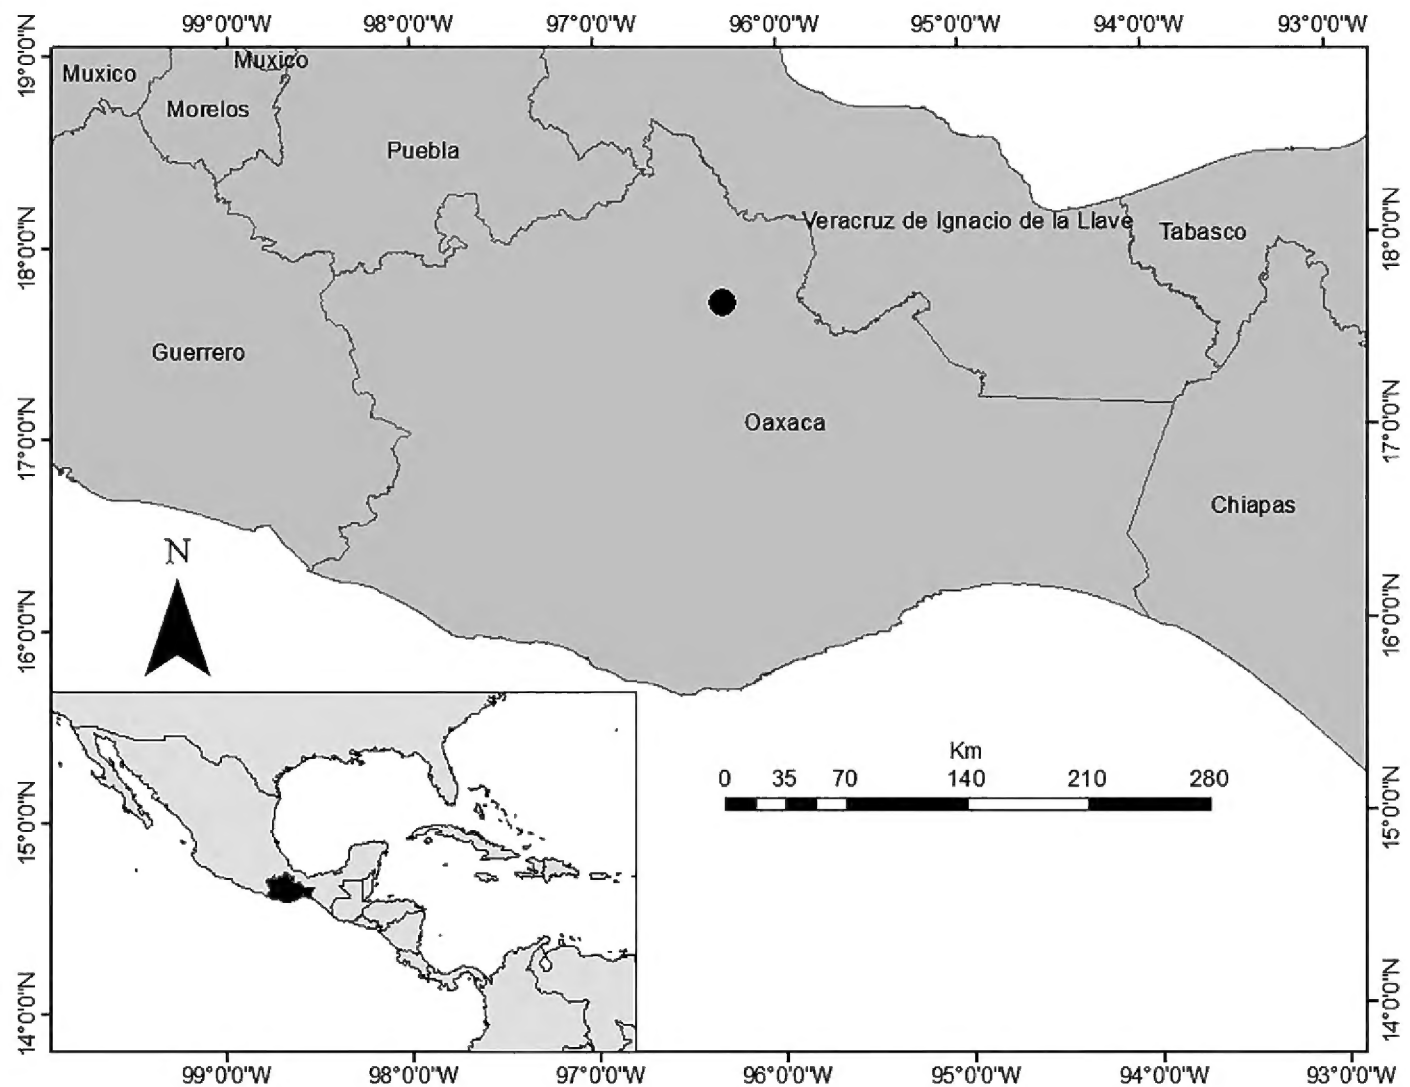 99°0'0"W 98°0'0"W 97°0'0"W 96°0'0"W 95°0'0"W 94°0'0"W 93°0'0"W
19°0'0"N
Muxico
Muxico
Morelos
Puebla
18°0'0"N
18°0'0"N
Veracruz de Ignacio de la Llave
Tabasco
Guerrero
Oaxaca
17°0'0"N
17°0'0"N
Chiapas
N
16°0'0"N
16°0'0"N
Km
0 35 70 140 210 280
15°0'0"N
15°0'0"N
14°0'0"N
14°0'0"N
99°0'0"W 98°0'0"W 97°0'0"W 96°0'0"W 95°0'0"W 94°0'0"W 93°0'0"W